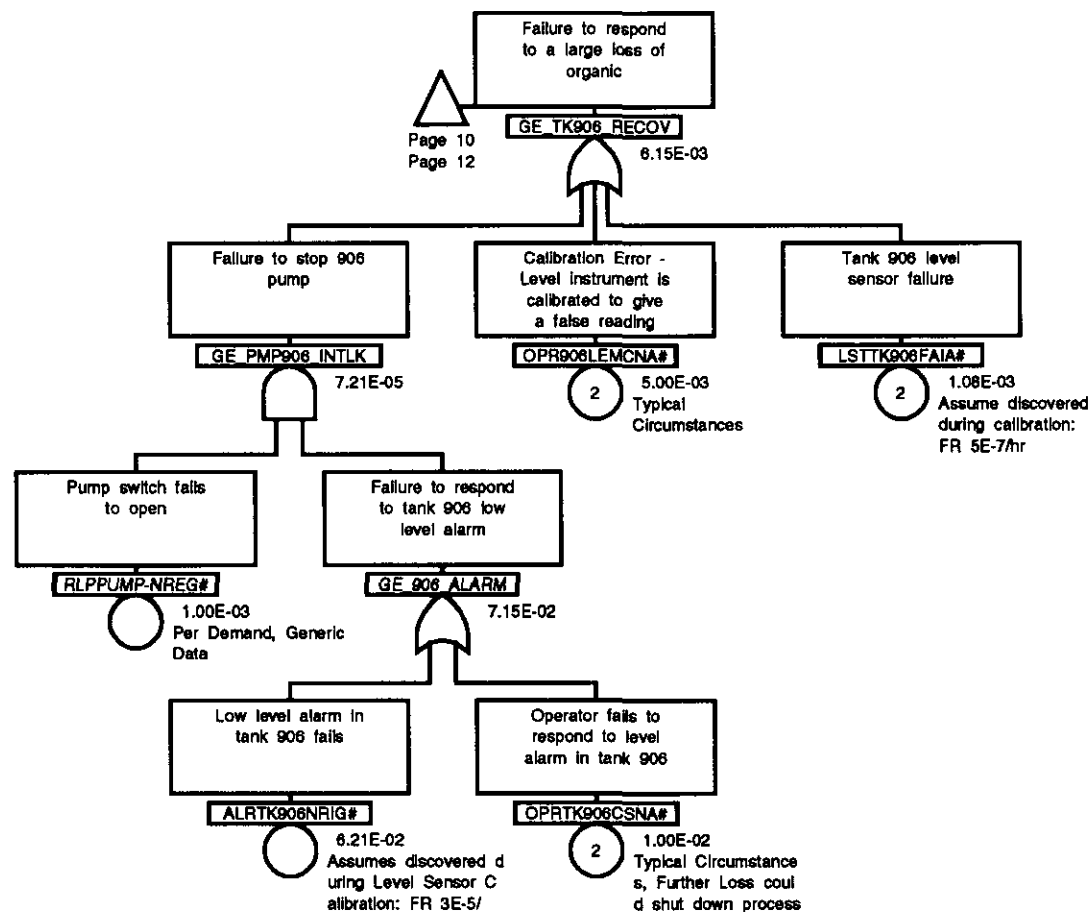 Failure to respond
to a large loss of
organic
GE_TK906_RECOV
6.15E-03
Page 10
Page 12
Failure to stop 906
pump
GE_PMP906_INTLK
7.21E-05
Calibration Error -
Level instrument is
calibrated to give
a false reading
OPR906LEMCNA#
2
5.00E-03
Typical
Circumstances
Tank 906 level
sensor failure
LSTTK906FAIA#
2
1.08E-03
Assume discovered
during calibration:
FR 5E-7/hr
Pump switch fails
to open
RLPPUMP-NREG#
1.00E-03
Per Demand, Generic
Data
Failure to respond
to tank 906 low
level alarm
GE_906_ALARM
7.15E-02
Low level alarm in
tank 906 fails
ALRTK906NRIG#
6.21E-02
Assumes discovered d
uring Level Sensor C
alibration: FR 3E-5/
Operator fails to
respond to level
alarm in tank 906
OPRTK906CSNA#
2
1.00E-02
Typical Circumstance
s, Further Loss coul
d shut down process